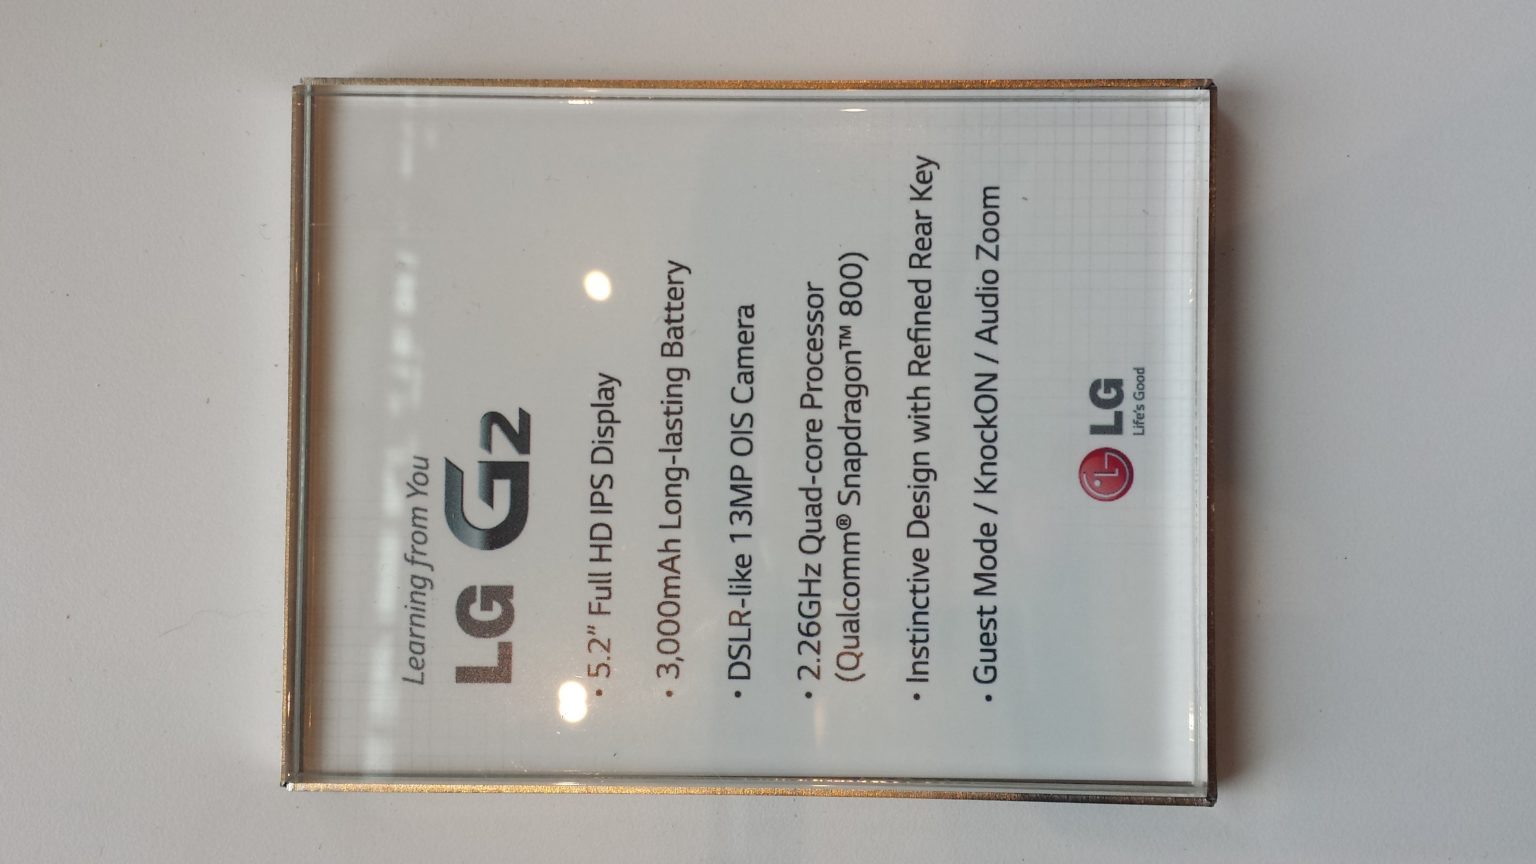 Learning from You
LG G2
• 5.2” Full HD IPS Display
• 3,000mAh Long-lasting Battery
• DSLR-like 13MP OIS Camera
• 2.26GHz Quad-core Processor
(Qualcomm® Snapdragon™ 800)
• Instinctive Design with Refined Rear Key
• Guest Mode / KnockON / Audio Zoom
LG
Life's Good